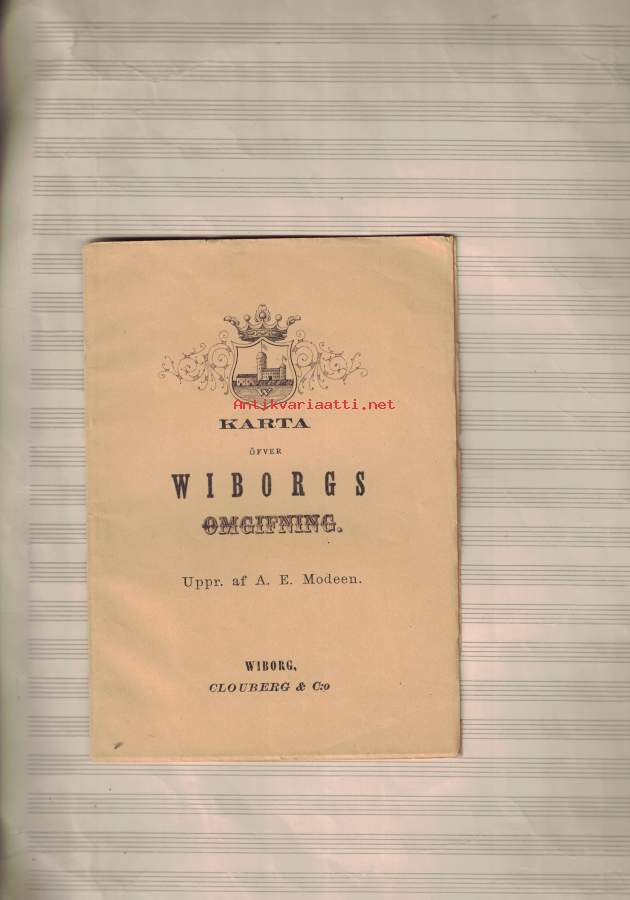 Antikvariaatti.net
KARTA
ÖFVER
WIBORGS
OMGIFNING.
Uppr. af A. E. Modeen.
WIBORG,
CLOUBERG & C:o